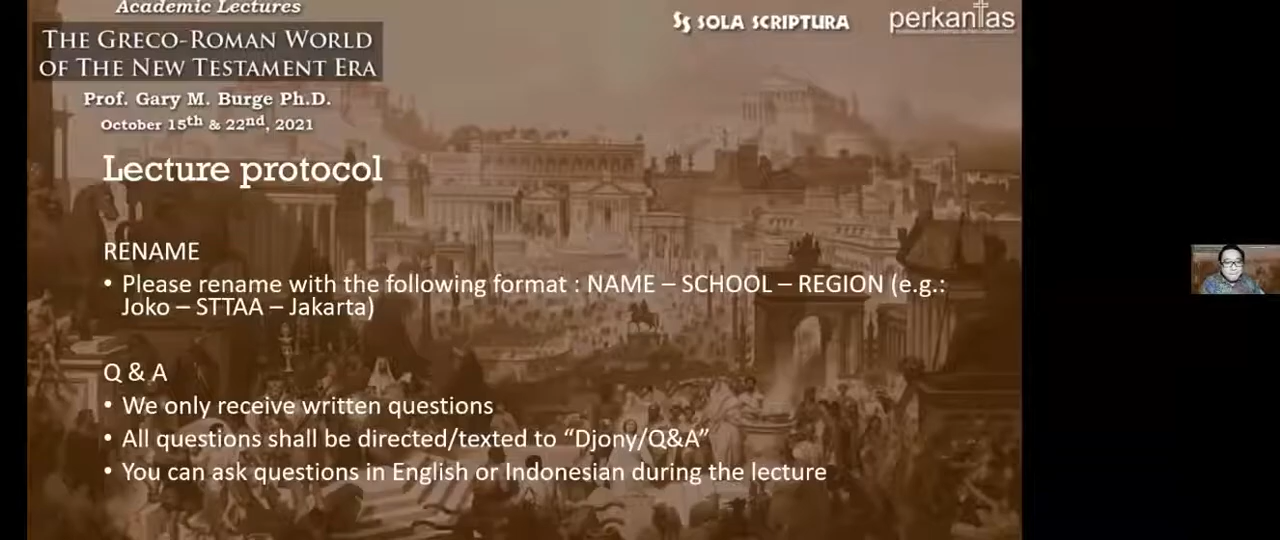 Academic Lectures
THE GRECO-ROMAN WORLD
OF THE NEW TESTAMENT ERA
Prof. Gary M. Burge Ph.D.
October 15th & 22nd, 2021
SS SOLA SCRIPTURA
perkantas
Lecture protocol
RENAME
• Please rename with the following format : NAME – SCHOOL – REGION (e.g.:
Joko – STTAA – Jakarta)
Q & A
• We only receive written questions
• All questions shall be directed/texted to “Djony/Q&A”
• You can ask questions in English or Indonesian during the lecture